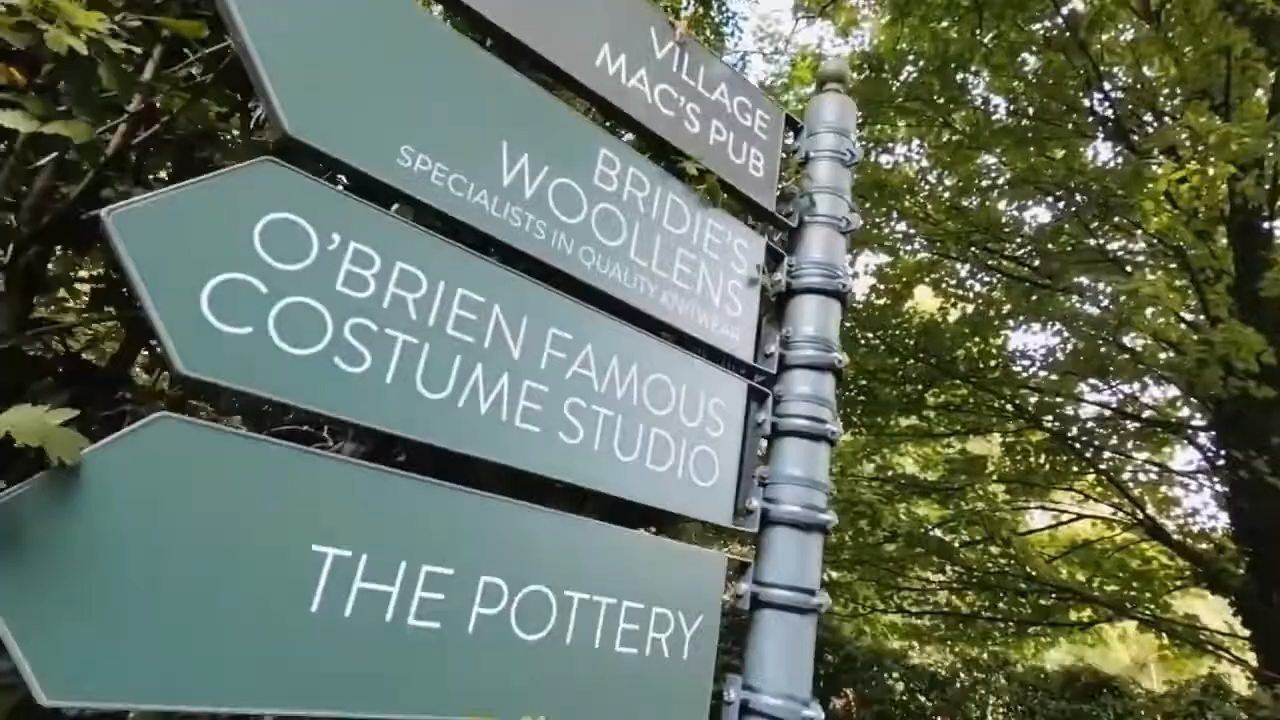 VILLAGE
MAC'S PUB
BRIDIE'S
WOOLLENS
SPECIALISTS IN QUALITY KNITWEAR
O'BRIEN FAMOUS
COSTUME STUDIO
THE POTTERY